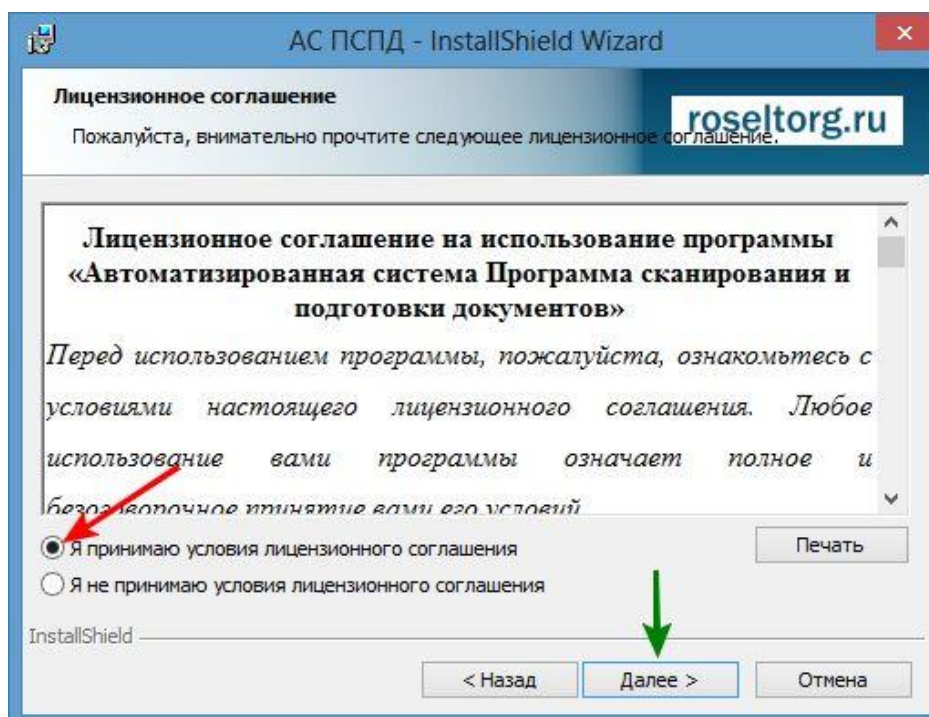 АС ПСПД - InstallShield Wizard
Лицензионное соглашение
Пожалуйста, внимательно прочтите следующее лицензионное соглашение.
roseltorg.ru
Лицензионное соглашение на использование программы
«Автоматизированная система Программа сканирования и
подготовки документов»
Перед использованием программы, пожалуйста, ознакомьтесь с
условиями настоящего лицензионного соглашения. Любое
использование вами программы означает полное и
безоговорочное принятие вами его условий
Я принимаю условия лицензионного соглашения
Печать
Я не принимаю условия лицензионного соглашения
InstallShield
< Назад
Далее >
Отмена